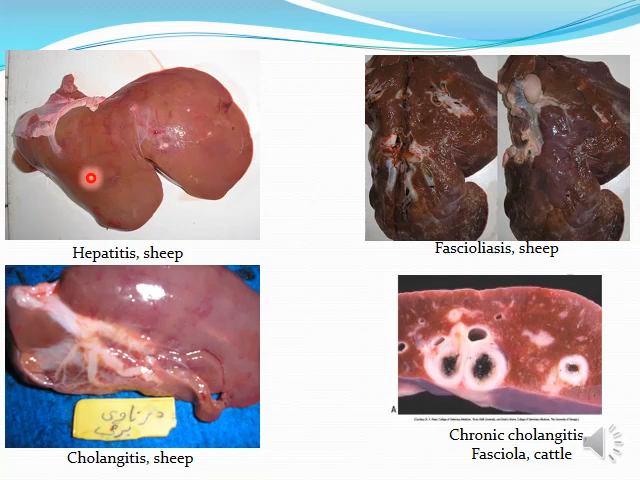 Hepatitis, sheep
Fascioliasis, sheep
Cholangitis, sheep
A
Chronic cholangitis
Fasciola, cattle